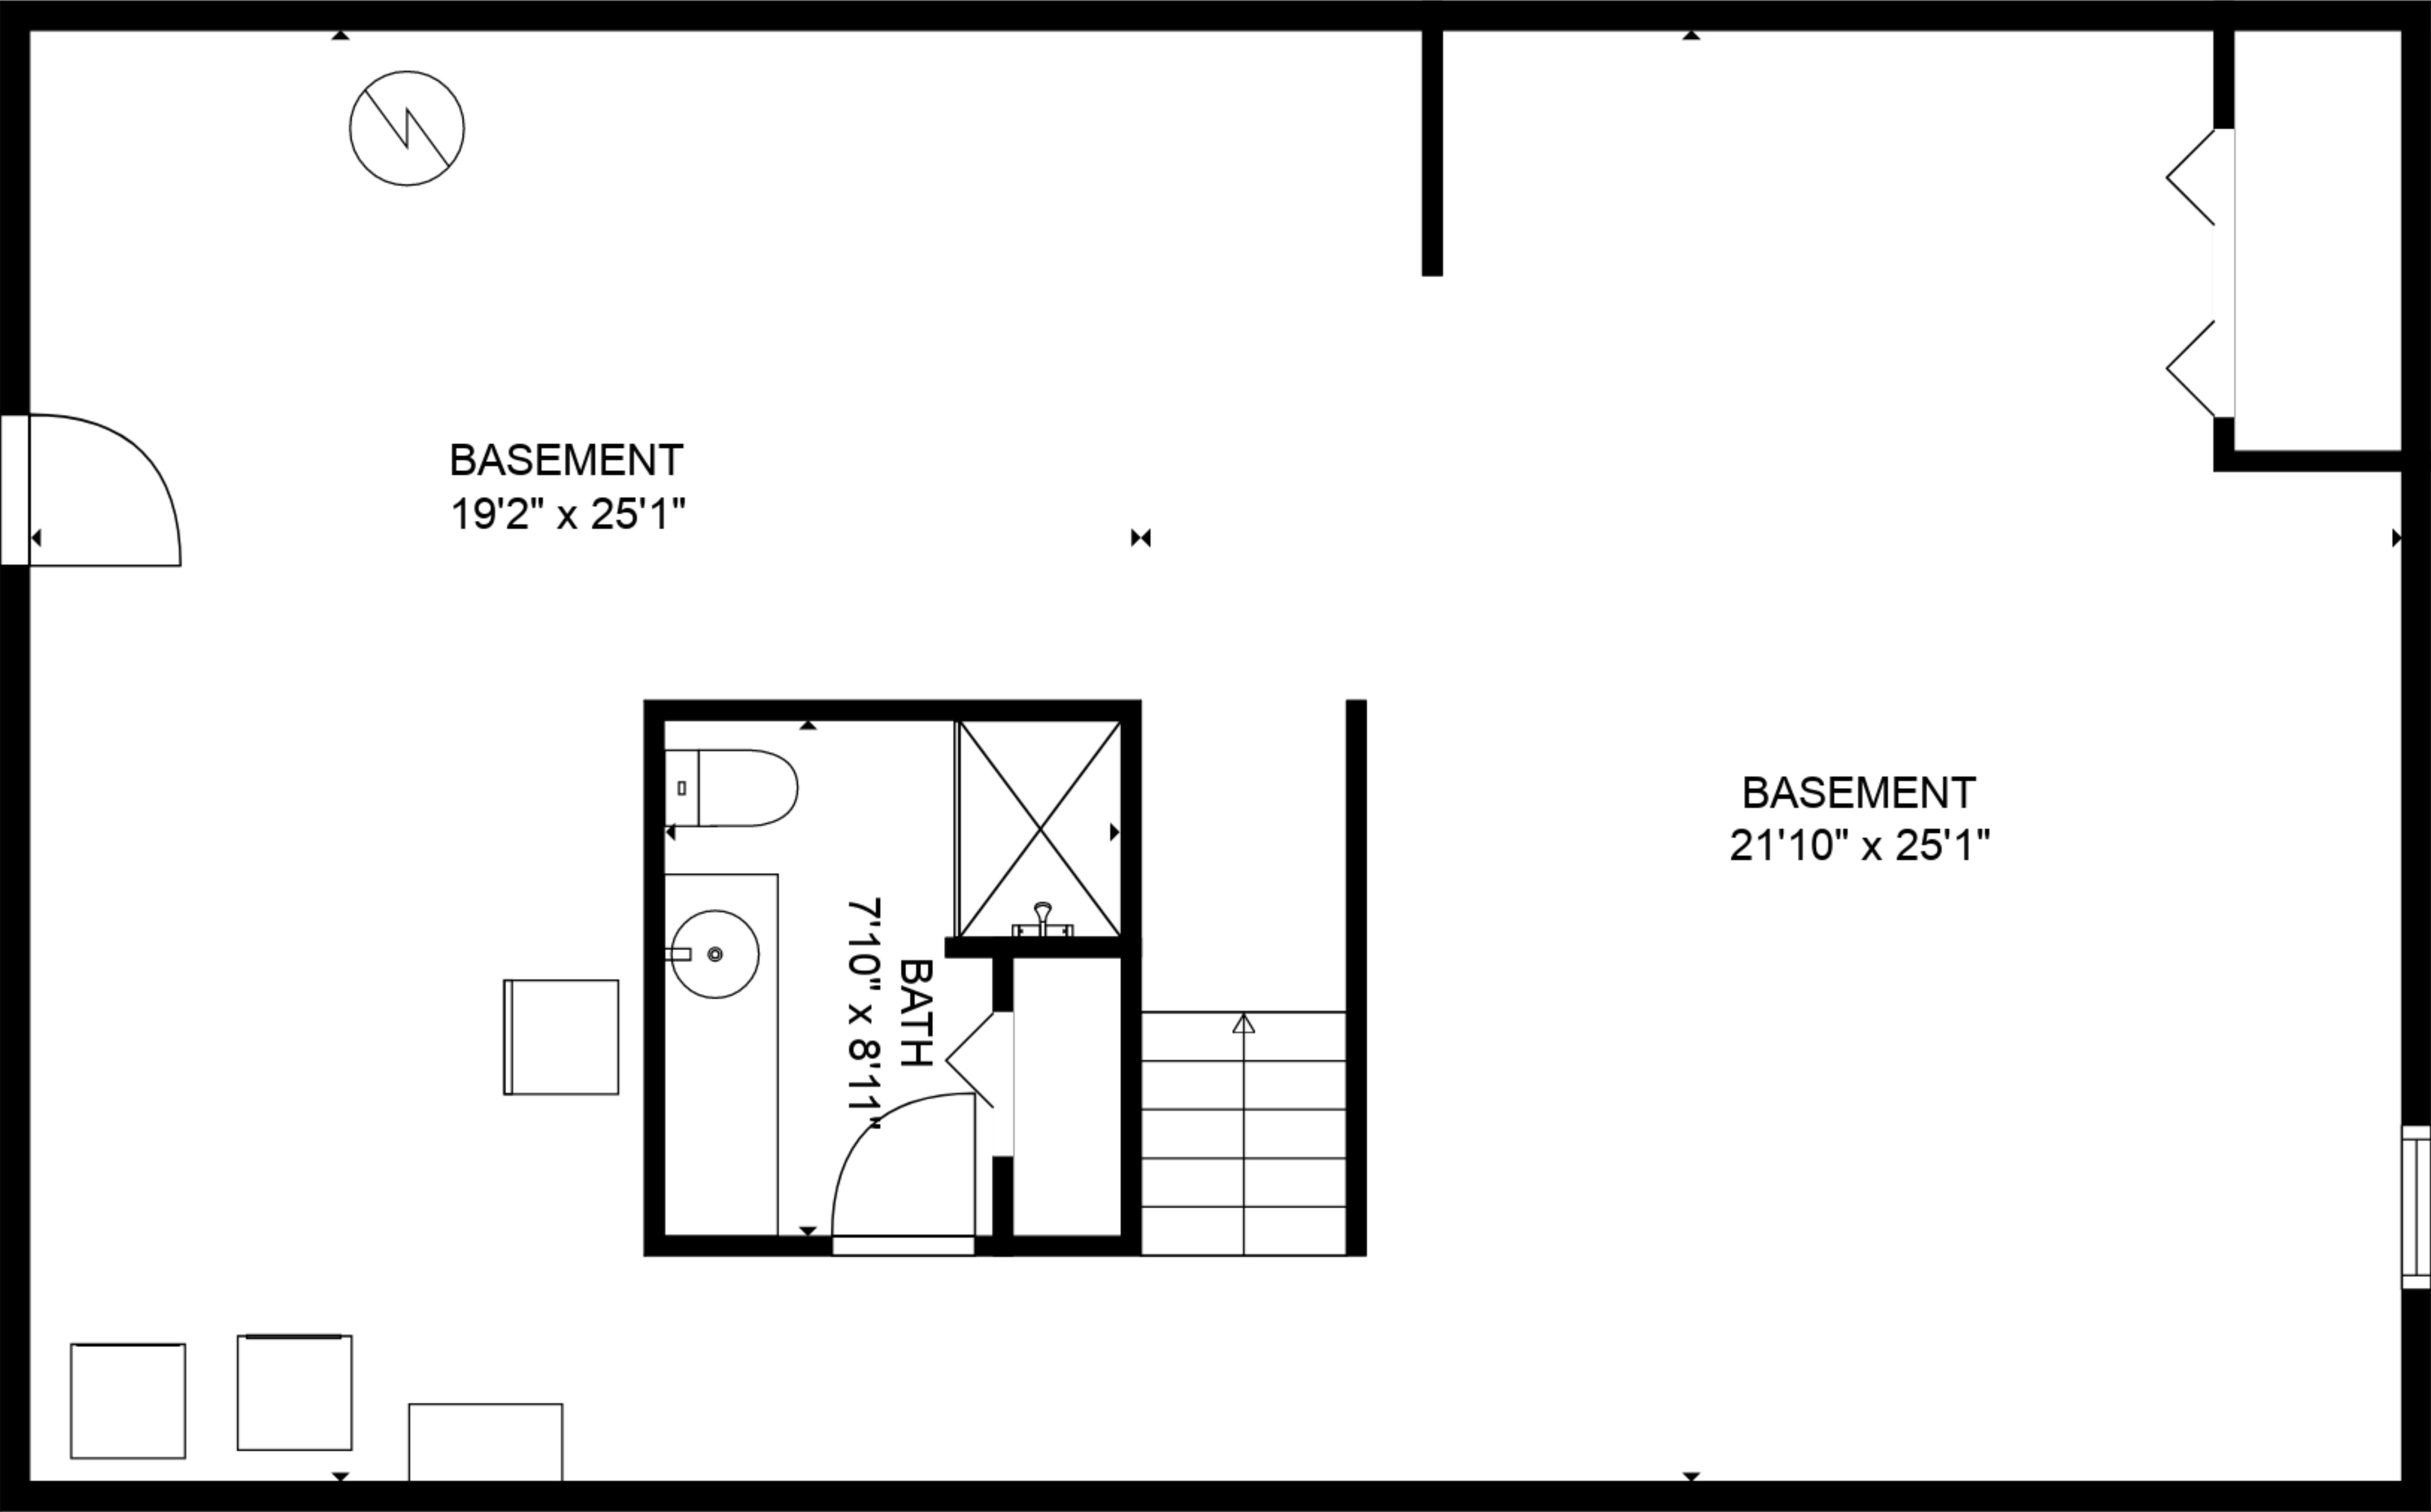 BASEMENT
19'2" x 25'1"
BASEMENT
21'10" x 25'1"
BATH
7'10" x 8'11"